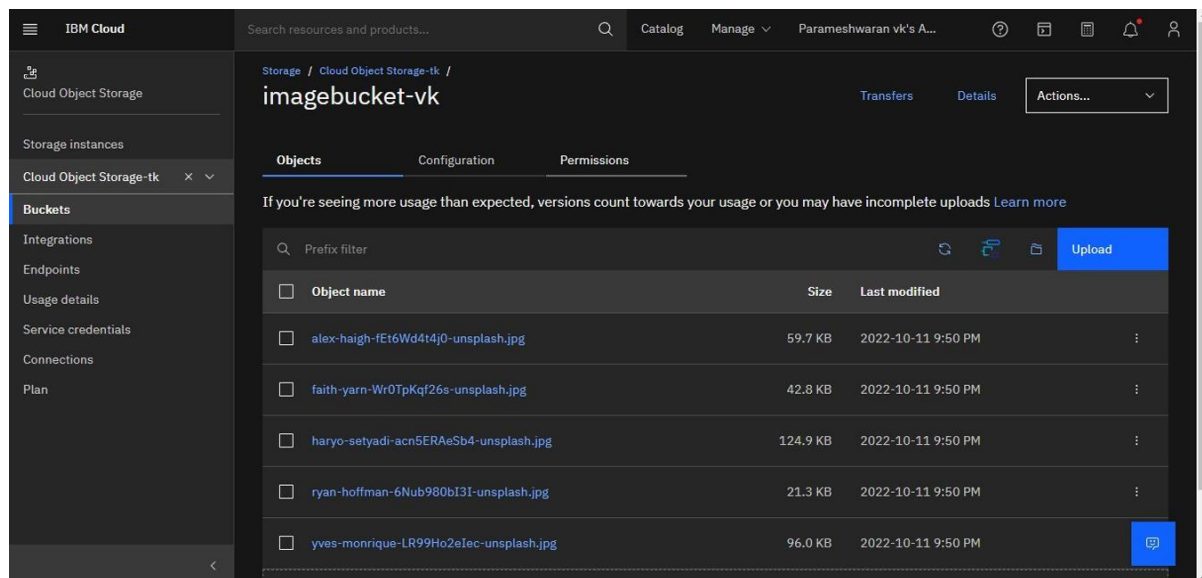 IBM Cloud
Search resources and products...
Catalog
Manage
Parameshwaran vk's A...
Cloud Object Storage
Storage instances
Cloud Object Storage-tk
Buckets
Integrations
Endpoints
Usage details
Service credentials
Connections
Plan
Storage / Cloud Object Storage-tk /
imagebucket-vk
Transfers
Details
Actions...
Objects
Configuration
Permissions
If you're seeing more usage than expected, versions count towards your usage or you may have incomplete uploads Learn more
Prefix filter
Upload
Object name Size Last modified
alex-haigh-fEt6Wd4t4j0-unsplash.jpg 59.7 KB 2022-10-11 9:50 PM
faith-yarn-Wr0TpKqf26s-unsplash.jpg 42.8 KB 2022-10-11 9:50 PM
haryo-setyadi-acn5ERAeSb4-unsplash.jpg 124.9 KB 2022-10-11 9:50 PM
ryan-hoffman-6Nub980bI3I-unsplash.jpg 21.3 KB 2022-10-11 9:50 PM
yves-monrique-LR99Ho2eIec-unsplash.jpg 96.0 KB 2022-10-11 9:50 PM